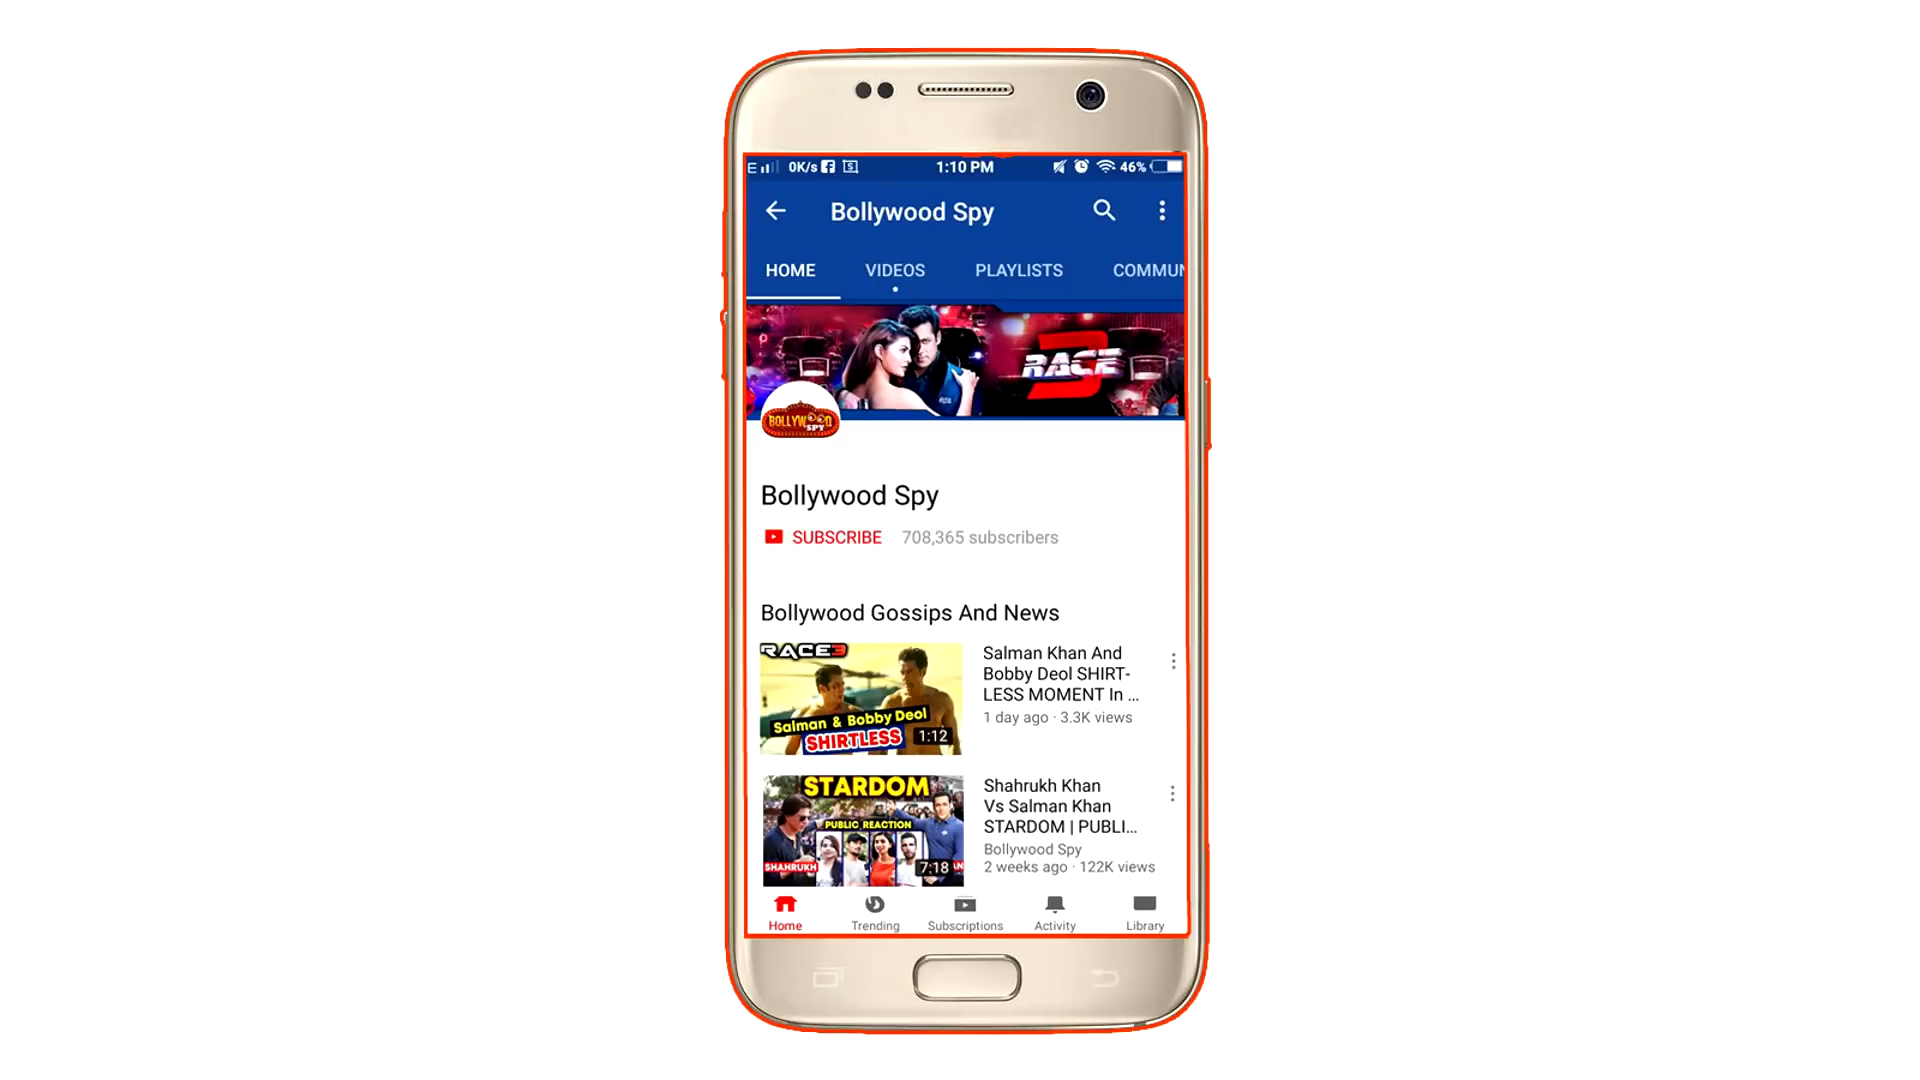 E 0K/s 1:10 PM 46%
Bollywood Spy
HOME VIDEOS PLAYLISTS COMMUN
RACE 3
BOLLYWOOD
SPY
Bollywood Spy
SUBSCRIBE 708,365 subscribers
Bollywood Gossips And News
RACE3
Salman & Bobby Deol
SHIRTLESS
1:12
Salman Khan And
Bobby Deol SHIRT-
LESS MOMENT In ...
1 day ago · 3.3K views
STARDOM
PUBLIC REACTION
SHAHRUKH
7:18
Shahrukh Khan
Vs Salman Khan
STARDOM | PUBLI...
Bollywood Spy
2 weeks ago · 122K views
Home Trending Subscriptions Activity Library